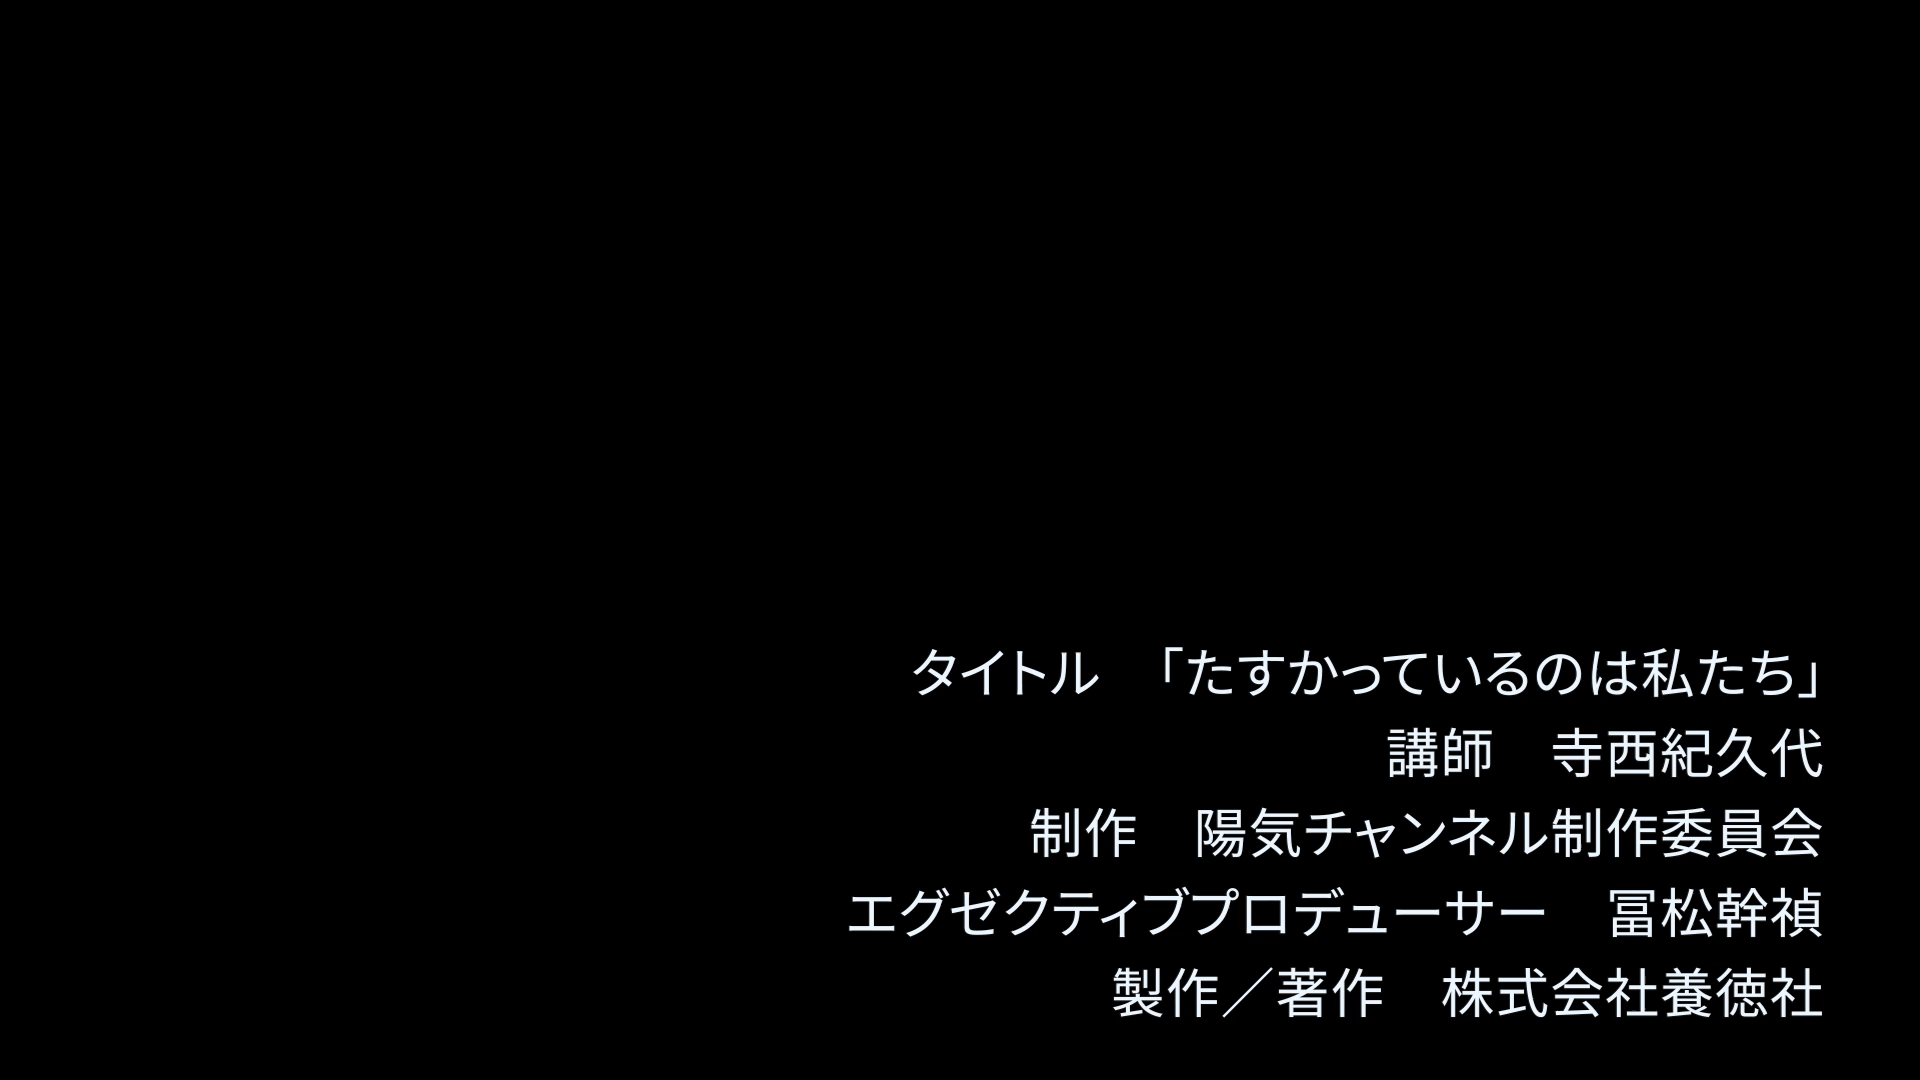 タイトル　「たすかっているのは私たち」
講師　寺西紀久代
制作　陽気チャンネル制作委員会
エグゼクティブプロデューサー　冨松幹禎
製作／著作　株式会社養徳社